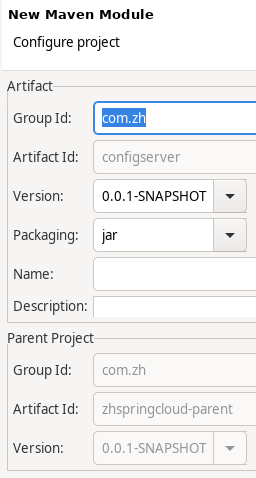 New Maven Module
Configure project
Artifact
Group Id: com.zh
Artifact Id: configserver
Version: 0.0.1-SNAPSHOT
Packaging: jar
Name:
Description:
Parent Project
Group Id: com.zh
Artifact Id: zhspringcloud-parent
Version: 0.0.1-SNAPSHOT